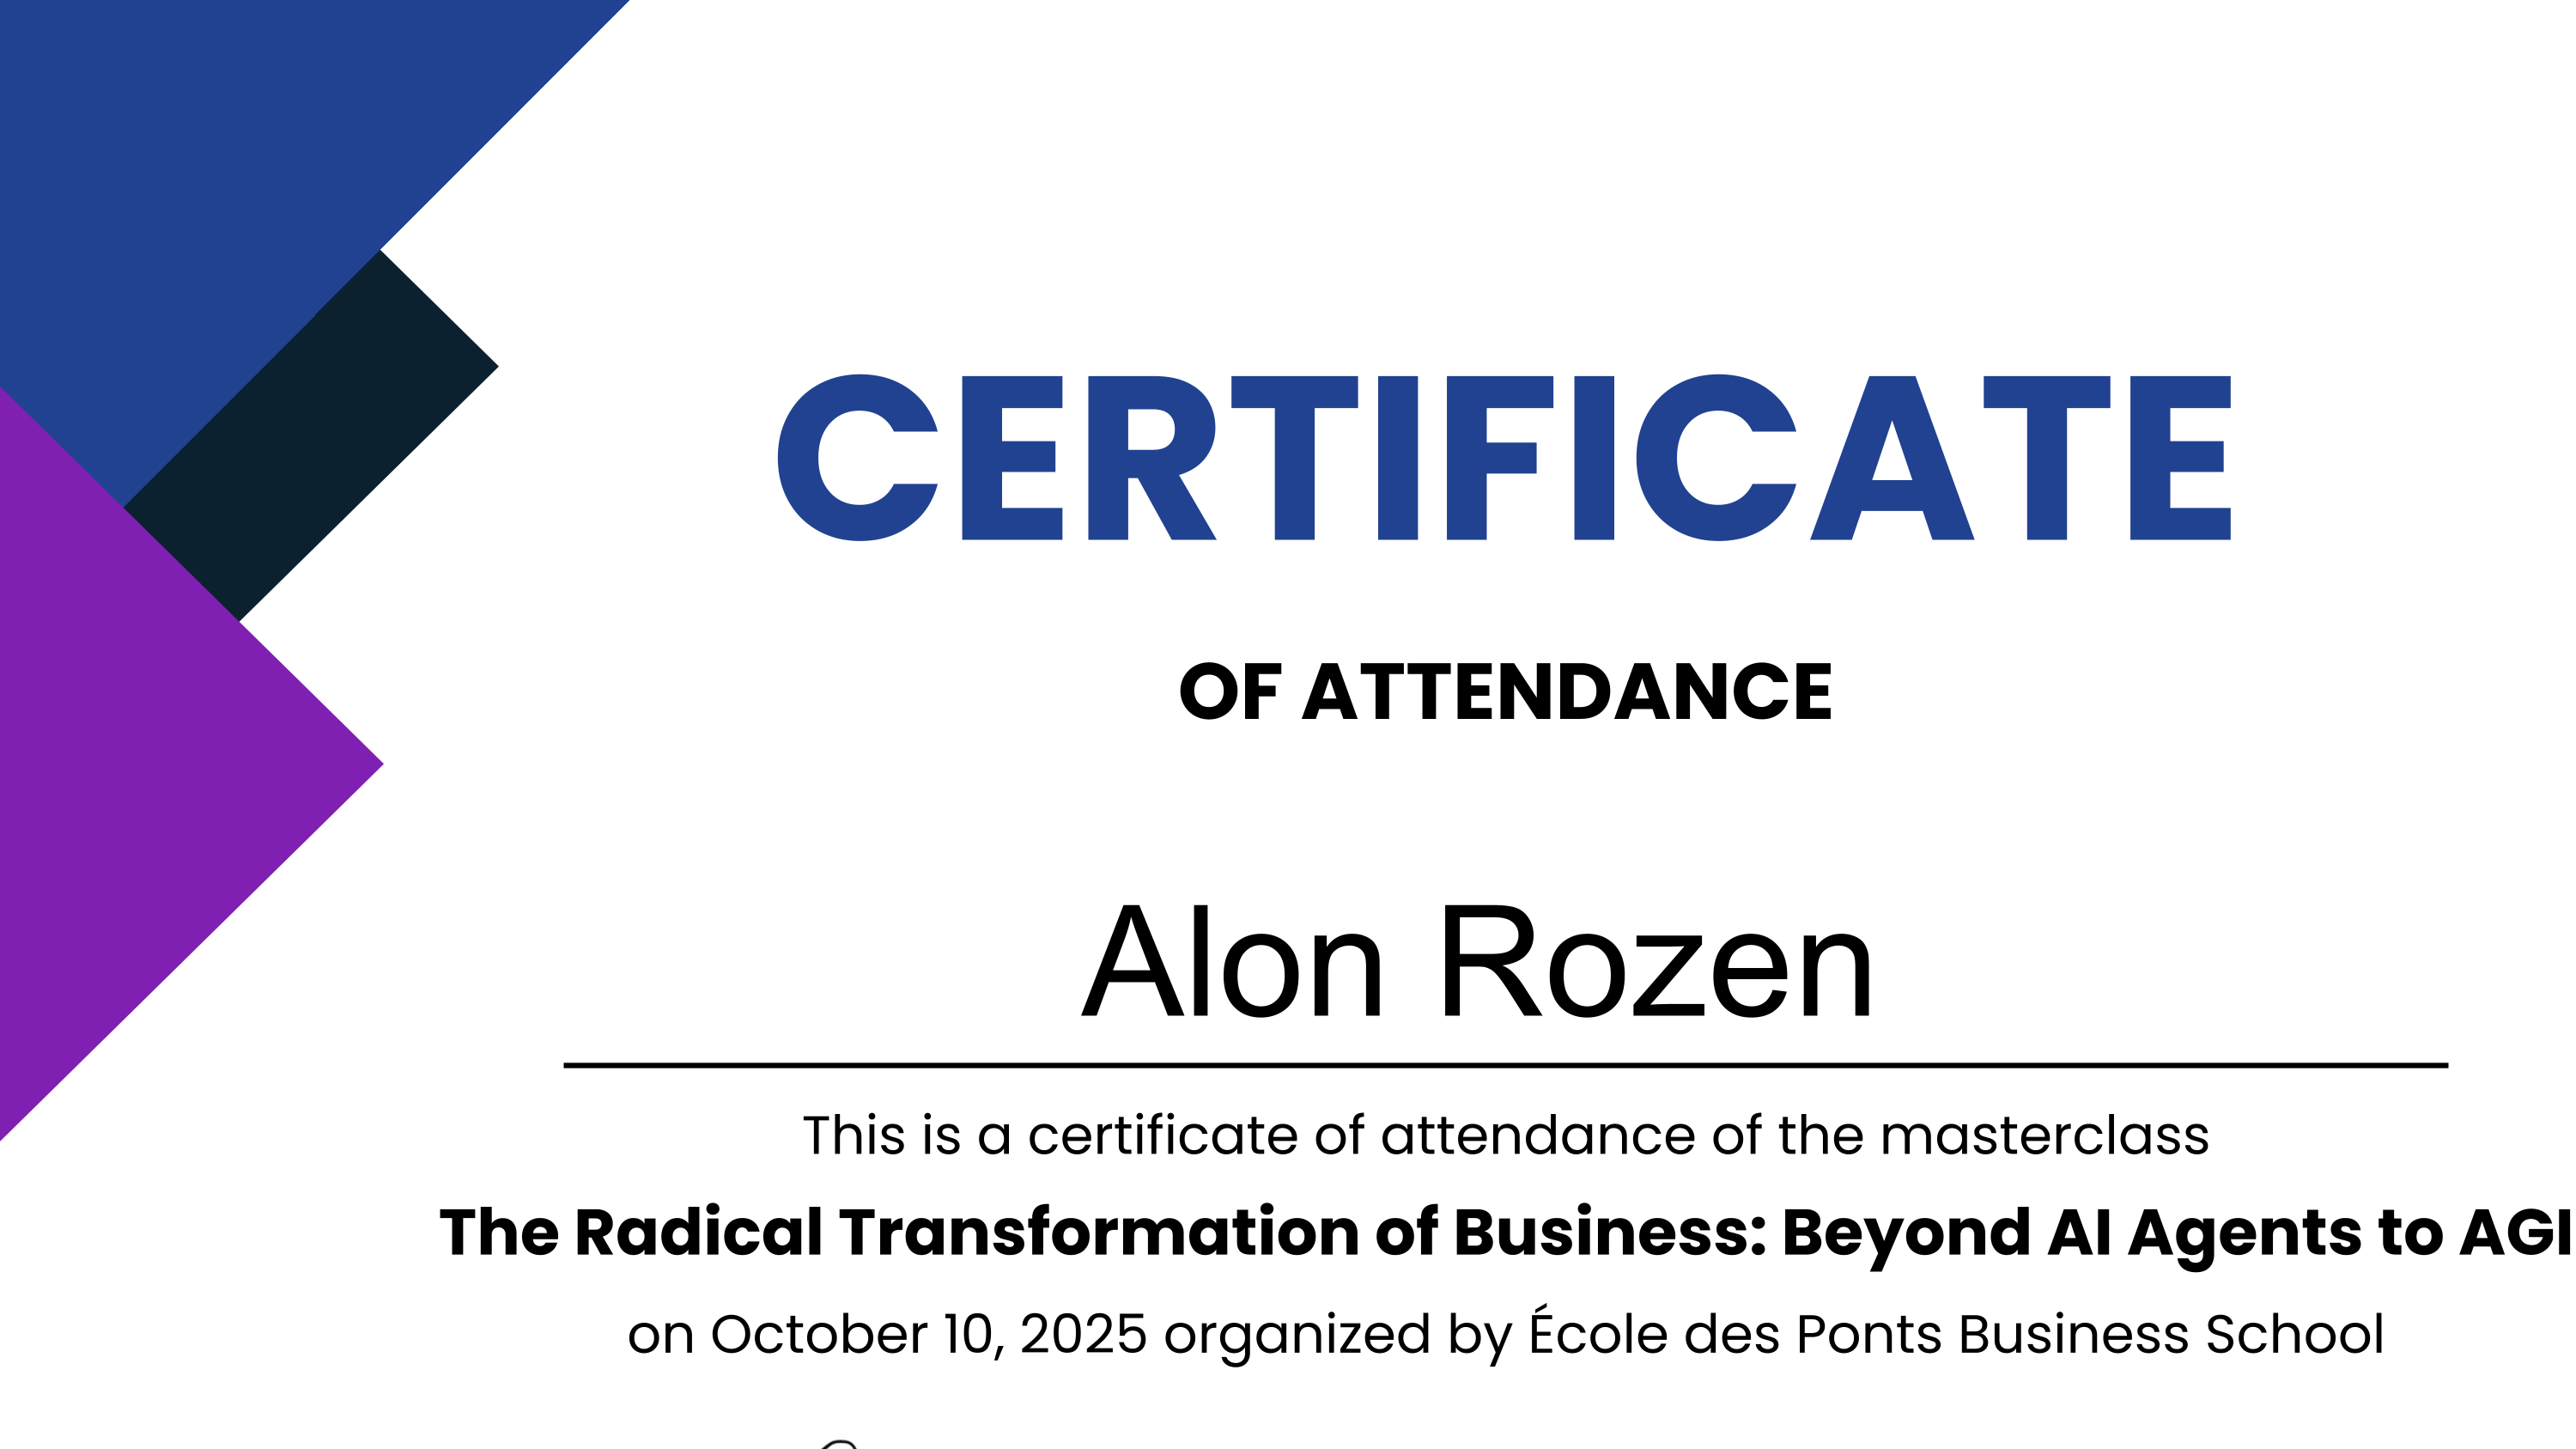 CERTIFICATE
OF ATTENDANCE
Alon Rozen
This is a certificate of attendance of the masterclass
The Radical Transformation of Business: Beyond AI Agents to AGI
on October 10, 2025 organized by École des Ponts Business School